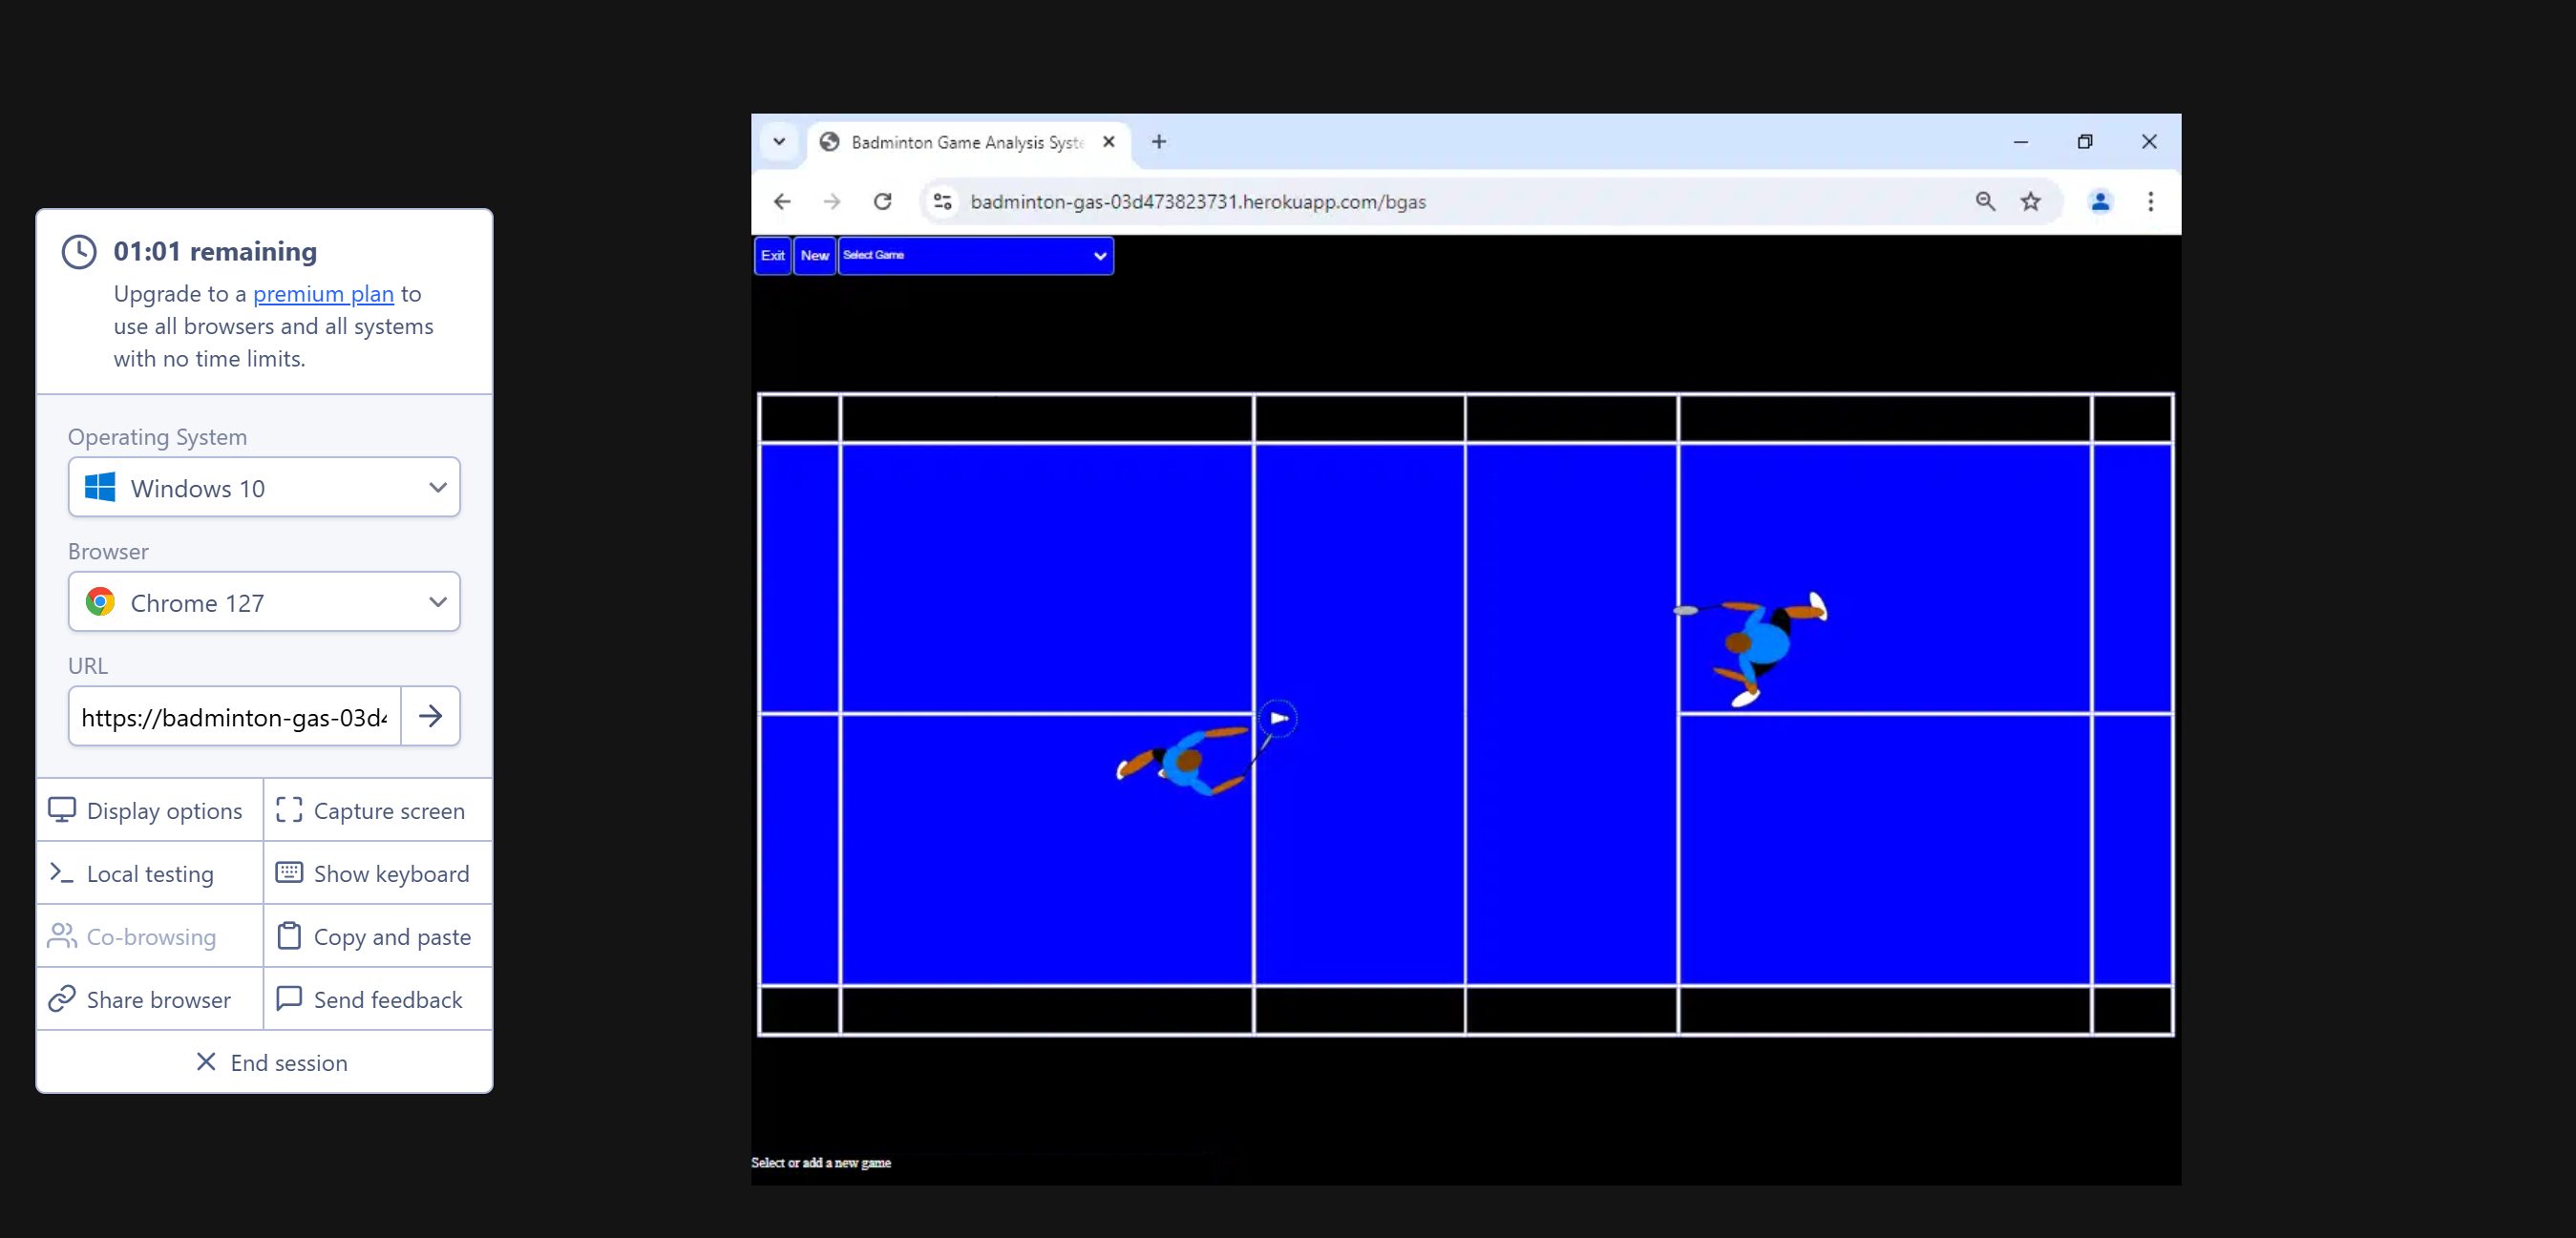 01:01 remaining
Upgrade to a premium plan to
use all browsers and all systems
with no time limits.
Operating System
Windows 10
Browser
Chrome 127
URL
https://badminton-gas-03d4
Display options
Capture screen
Local testing
Show keyboard
Co-browsing
Copy and paste
Share browser
Send feedback
End session
Badminton Game Analysis Syste
badminton-gas-03d473823731.herokuapp.com/bgas
Exit
New
Select Game
Select or add a new game